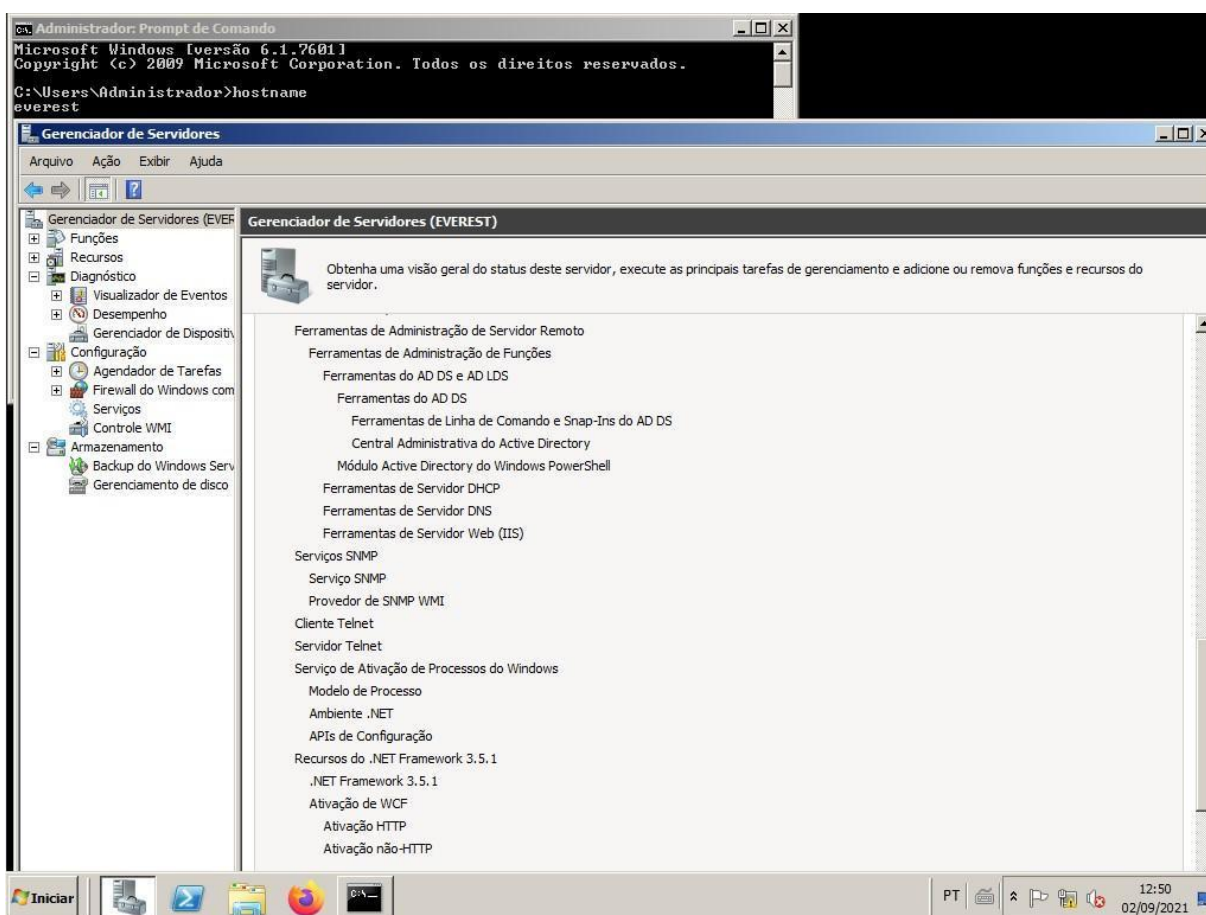 Administrador: Prompt de Comando
Microsoft Windows [versão 6.1.7601]
Copyright (c) 2009 Microsoft Corporation. Todos os direitos reservados.
C:\Users\Administrador>hostname
everest
Gerenciador de Servidores
Arquivo Ação Exibir Ajuda
Gerenciador de Servidores (EVER
Funções
Recursos
Diagnóstico
Visualizador de Eventos
Desempenho
Gerenciador de Dispositiv
Configuração
Agendador de Tarefas
Firewall do Windows com
Serviços
Controle WMI
Armazenamento
Backup do Windows Serv
Gerenciamento de disco
Gerenciador de Servidores (EVEREST)
Obtenha uma visão geral do status deste servidor, execute as principais tarefas de gerenciamento e adicione ou remova funções e recursos do
servidor.
Ferramentas de Administração de Servidor Remoto
Ferramentas de Administração de Funções
Ferramentas do AD DS e AD LDS
Ferramentas do AD DS
Ferramentas de Linha de Comando e Snap-Ins do AD DS
Central Administrativa do Active Directory
Módulo Active Directory do Windows PowerShell
Ferramentas de Servidor DHCP
Ferramentas de Servidor DNS
Ferramentas de Servidor Web (IIS)
Serviços SNMP
Serviço SNMP
Provedor de SNMP WMI
Cliente Telnet
Servidor Telnet
Serviço de Ativação de Processos do Windows
Modelo de Processo
Ambiente .NET
APIs de Configuração
Recursos do .NET Framework 3.5.1
.NET Framework 3.5.1
Ativação de WCF
Ativação HTTP
Ativação não-HTTP
Iniciar
PT
12:50
02/09/2021